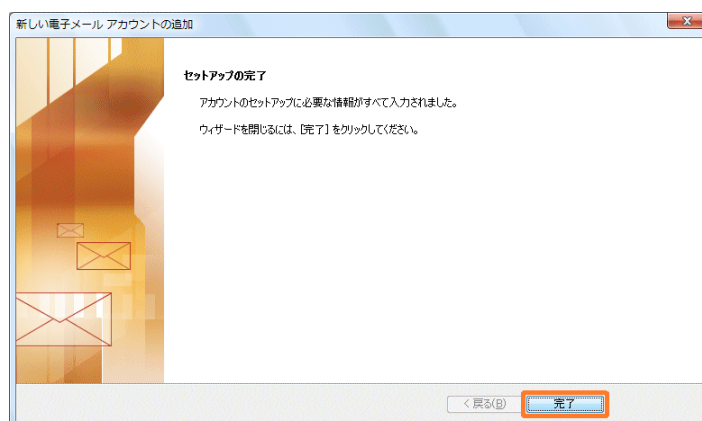 新しい電子メール アカウントの追加
セットアップの完了
アカウントのセットアップに必要な情報がすべて入力されました。
ウィザードを閉じるには、[完了] をクリックしてください。
< 戻る(B)
完了